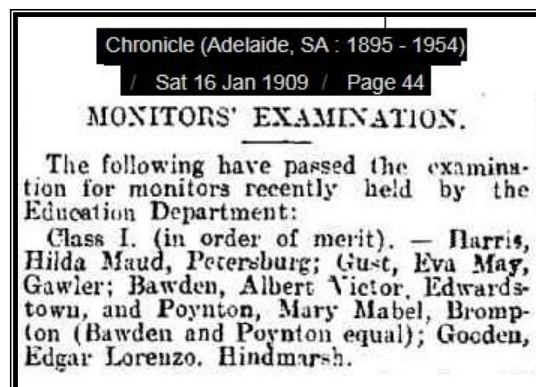 Chronicle (Adelaide, SA : 1895 - 1954)
/ Sat 16 Jan 1909 / Page 44
MONITORS' EXAMINATION.
The following have passed the examina-
tion for monitors recently held by the
Education Department:
Class I. (in order of merit). — Harris,
Hilda Maud, Petersburg; Gust, Eva May,
Gawler; Bawden, Albert Victor, Edwards-
town, and Poynton, Mary Mabel, Bromp-
ton (Bawden and Poynton equal); Gooden,
Edgar Lorenzo, Hindmarsh.